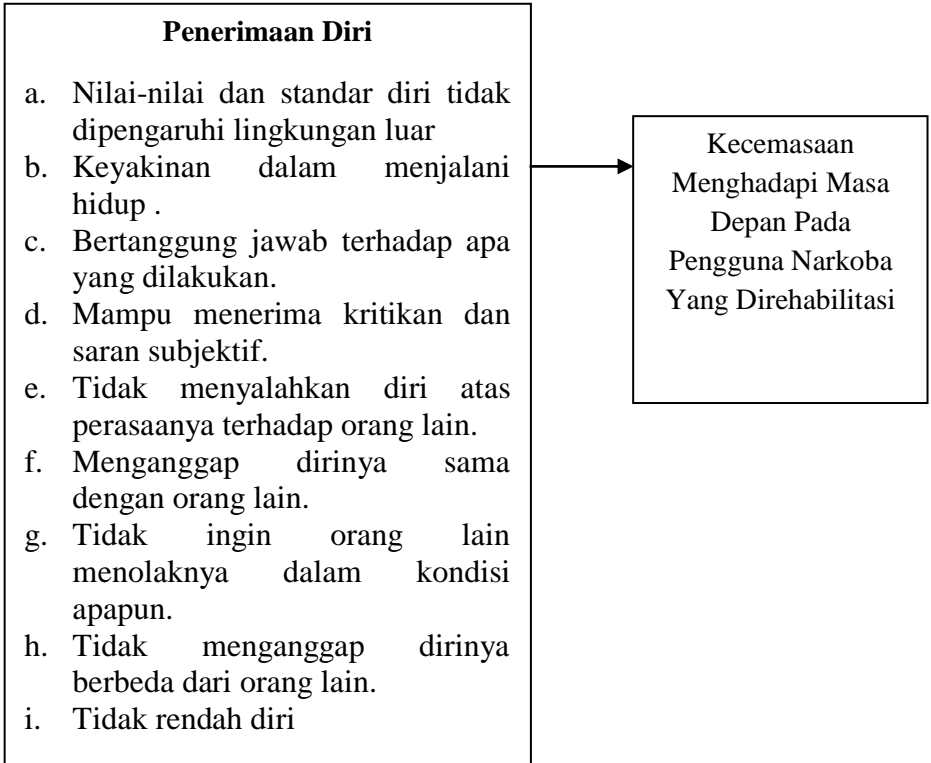 Penerimaan Diri
a. Nilai-nilai dan standar diri tidak
dipengaruhi lingkungan luar
b. Keyakinan dalam menjalani
hidup .
c. Bertanggung jawab terhadap apa
yang dilakukan.
d. Mampu menerima kritikan dan
saran subjektif.
e. Tidak menyalahkan diri atas
perasaanya terhadap orang lain.
f. Menganggap dirinya sama
dengan orang lain.
g. Tidak ingin orang lain
menolaknya dalam kondisi
apapun.
h. Tidak menganggap dirinya
berbeda dari orang lain.
i. Tidak rendah diri
Kecemasaan
Menghadapi Masa
Depan Pada
Pengguna Narkoba
Yang Direhabilitasi